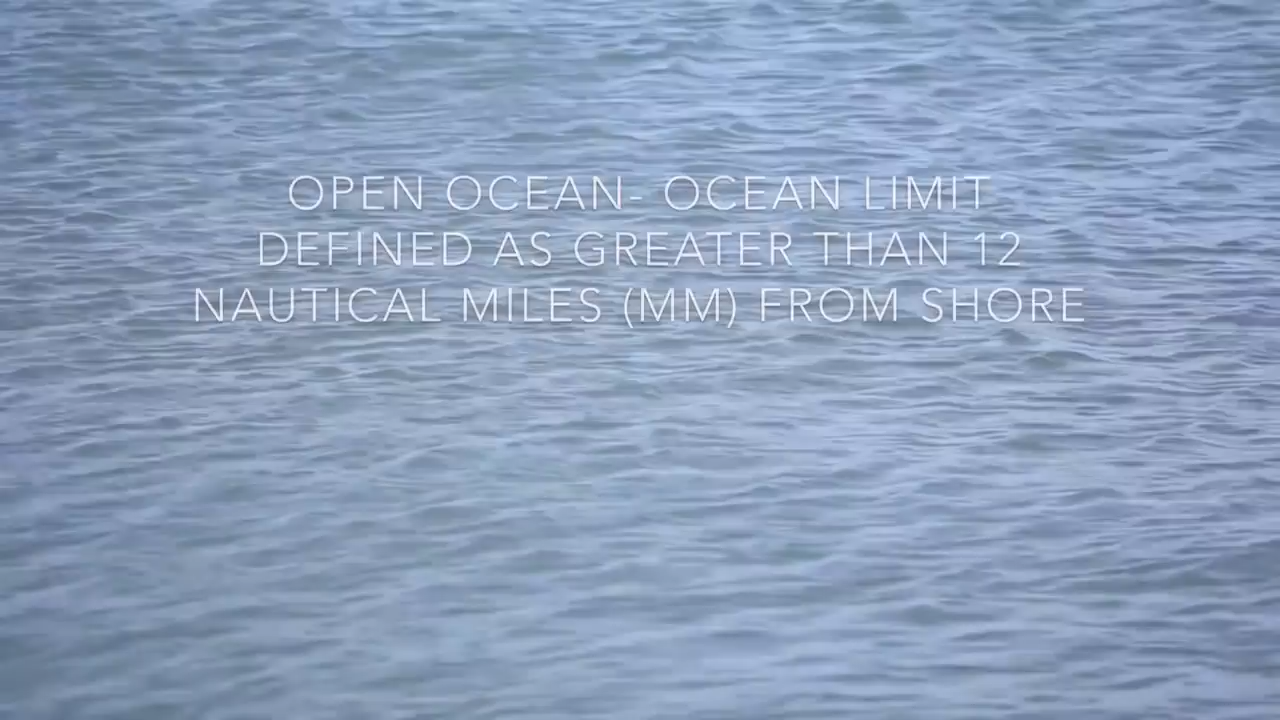 OPEN OCEAN- OCEAN LIMIT
DEFINED AS GREATER THAN 12
NAUTICAL MILES (MM) FROM SHORE